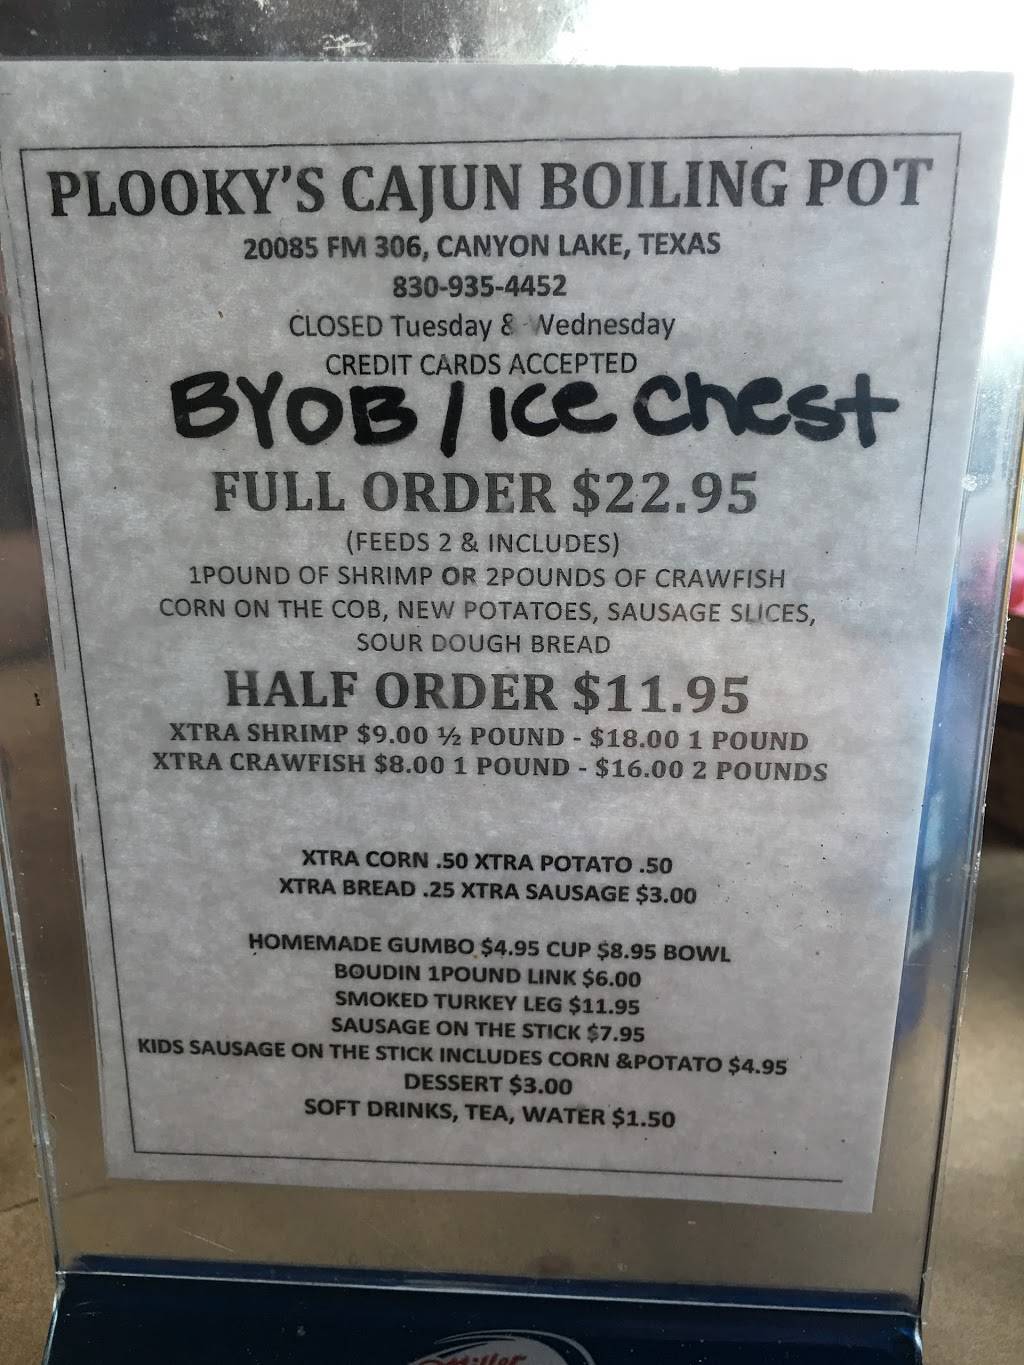 PLOOKY'S CAJUN BOILING POT
20085 FM 306, CANYON LAKE, TEXAS
830-935-4452
CLOSED Tuesday & Wednesday
CREDIT CARDS ACCEPTED
BYOB / ICE Chest
FULL ORDER $22.95
(FEEDS 2 & INCLUDES)
1POUND OF SHRIMP OR 2POUNDS OF CRAWFISH
CORN ON THE COB, NEW POTATOES, SAUSAGE SLICES,
SOUR DOUGH BREAD
HALF ORDER $11.95
XTRA SHRIMP $9.00 ½ POUND - $18.00 1 POUND
XTRA CRAWFISH $8.00 1 POUND - $16.00 2 POUNDS
XTRA CORN .50 XTRA POTATO .50
XTRA BREAD .25 XTRA SAUSAGE $3.00
HOMEMADE GUMBO $4.95 CUP $8.95 BOWL
BOUDIN 1POUND LINK $6.00
SMOKED TURKEY LEG $11.95
SAUSAGE ON THE STICK $7.95
KIDS SAUSAGE ON THE STICK INCLUDES CORN &POTATO $4.95
DESSERT $3.00
SOFT DRINKS, TEA, WATER $1.50
Miller